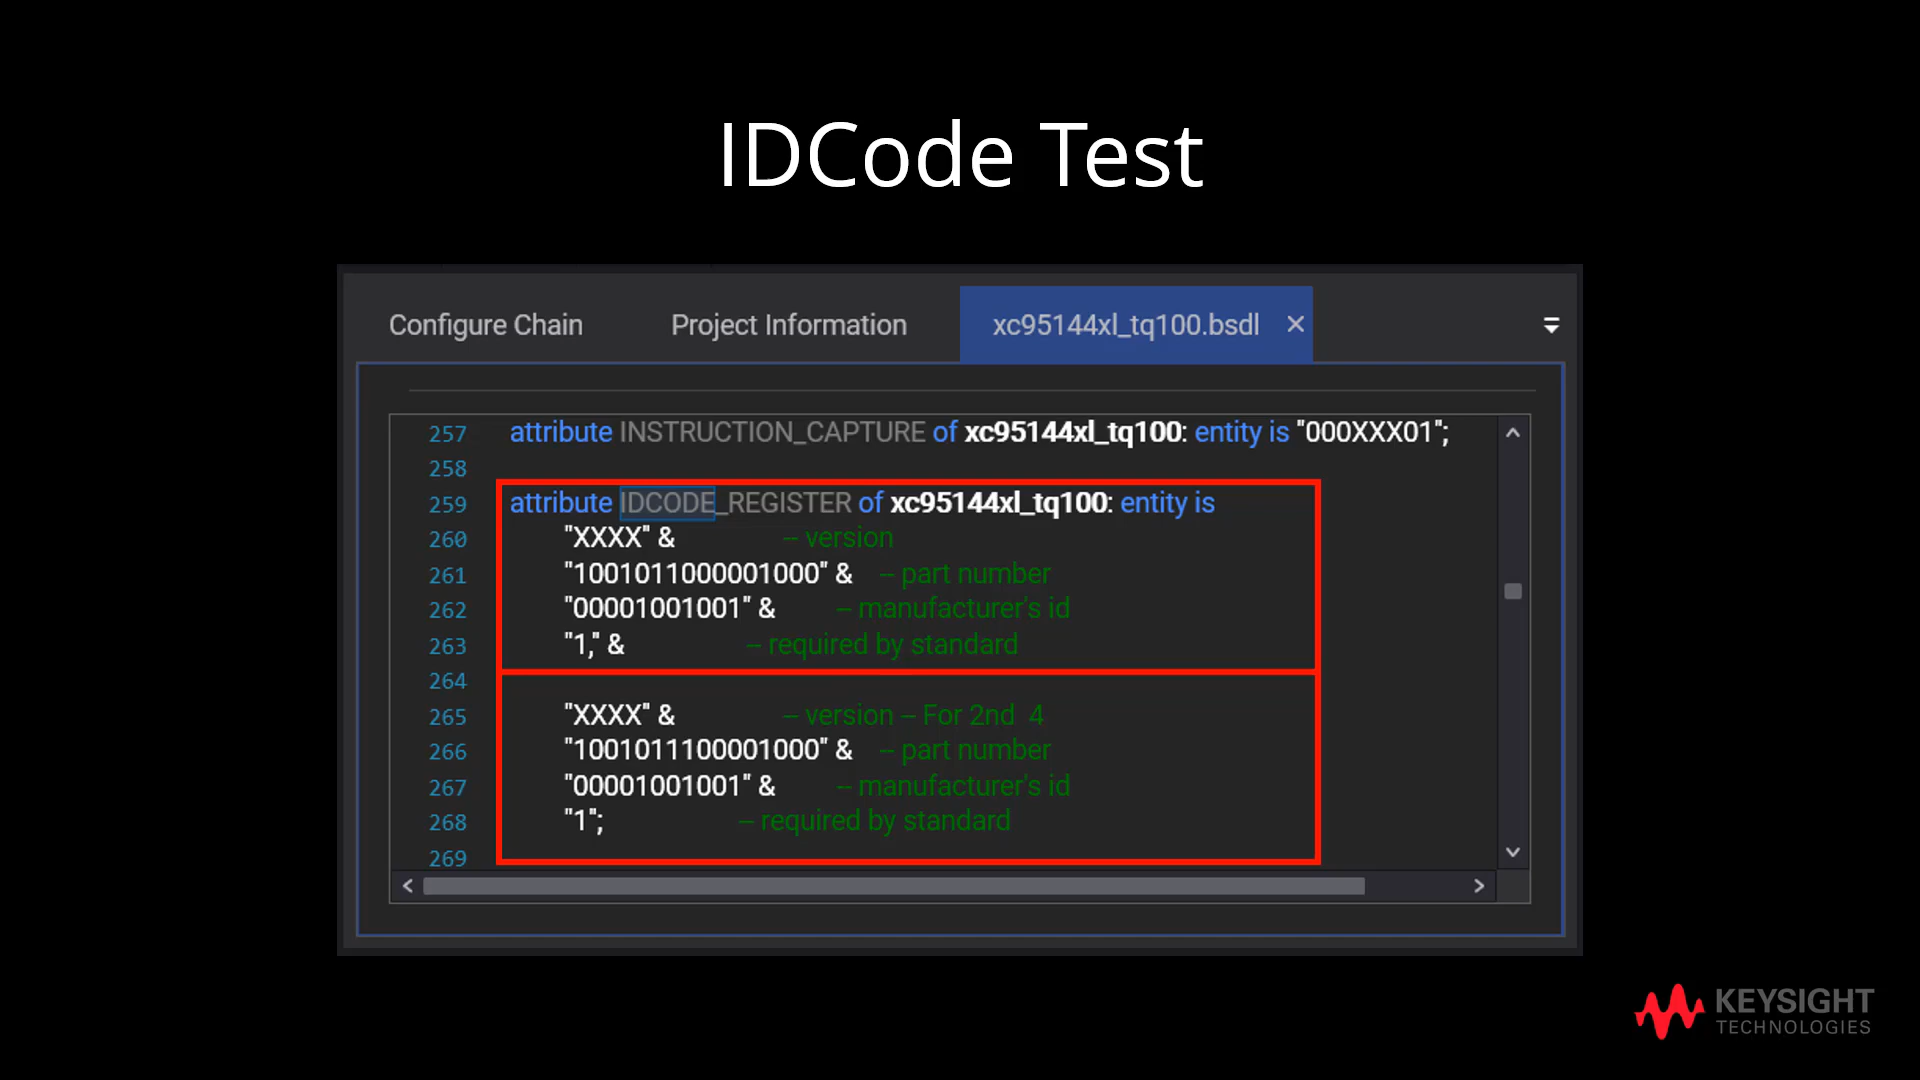 IDCode Test
Configure Chain Project Information xc95144xl_tq100.bsdl ×
257 attribute INSTRUCTION_CAPTURE of xc95144xl_tq100: entity is "000XXX01";
258
259 attribute IDCODE_REGISTER of xc95144xl_tq100: entity is
260 "XXXX" & -- version
261 "1001011000001000" & -- part number
262 "00001001001" & -- manufacturer's id
263 "1," & -- required by standard
264
265 "XXXX" & -- version -- For 2nd 4
266 "1001011100001000" & -- part number
267 "00001001001" & -- manufacturer's id
268 "1"; -- required by standard
269
KEYSIGHT
TECHNOLOGIES